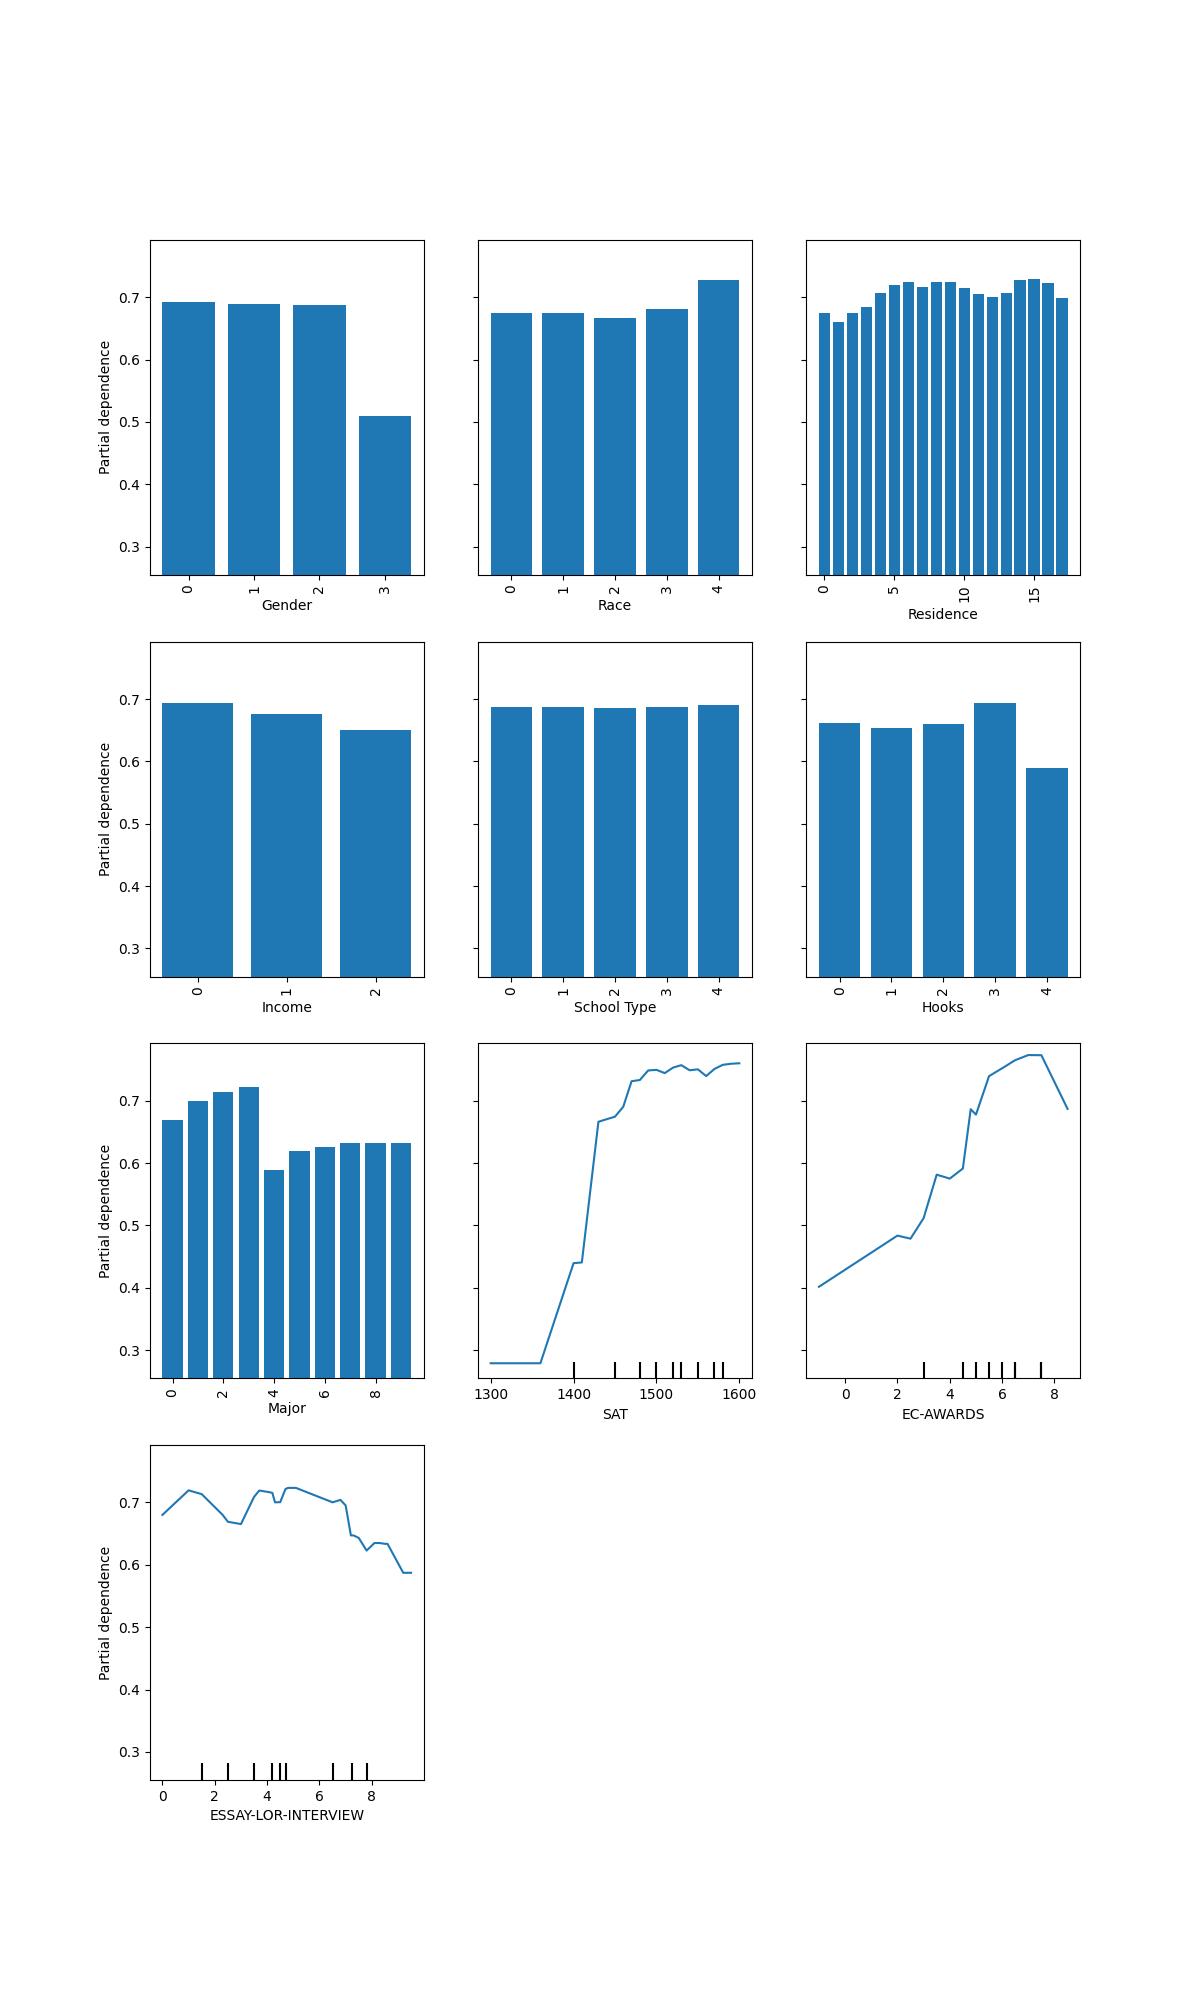 0.7
0.6
0.5
0.4
0.3
Partial dependence
0 1 2 3
Gender
0 1 2 3 4
Race
0 5 10 15
Residence
0.7
0.6
0.5
0.4
0.3
Partial dependence
0 1 2
Income
0 1 2 3 4
School Type
0 1 2 3 4
Hooks
0.7
0.6
0.5
0.4
0.3
Partial dependence
0 2 4 6 8
Major
1300 1400 1500 1600
SAT
0 2 4 6 8
EC-AWARDS
0.7
0.6
0.5
0.4
0.3
Partial dependence
0 2 4 6 8
ESSAY-LOR-INTERVIEW